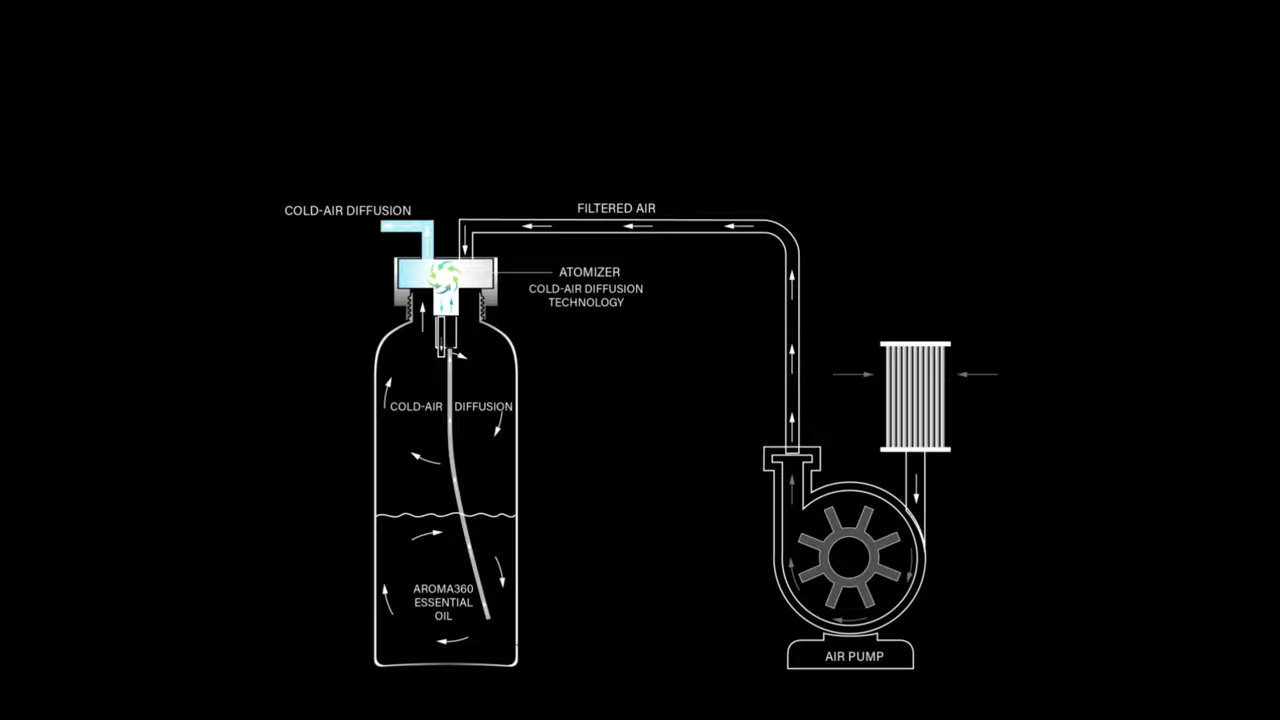 COLD-AIR DIFFUSION
FILTERED AIR
ATOMIZER
COLD-AIR DIFFUSION
TECHNOLOGY
COLD-AIR DIFFUSION
AROMA360
ESSENTIAL
OIL
AIR PUMP